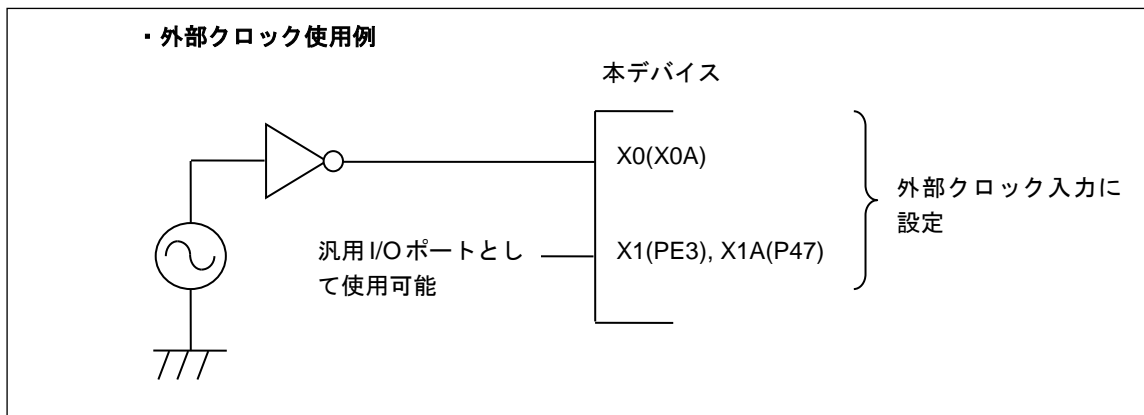 ・外部クロック使用例
本デバイス
X0(X0A)
外部クロック入力に
設定
汎用I/Oポートとし
て使用可能
X1(PE3), X1A(P47)